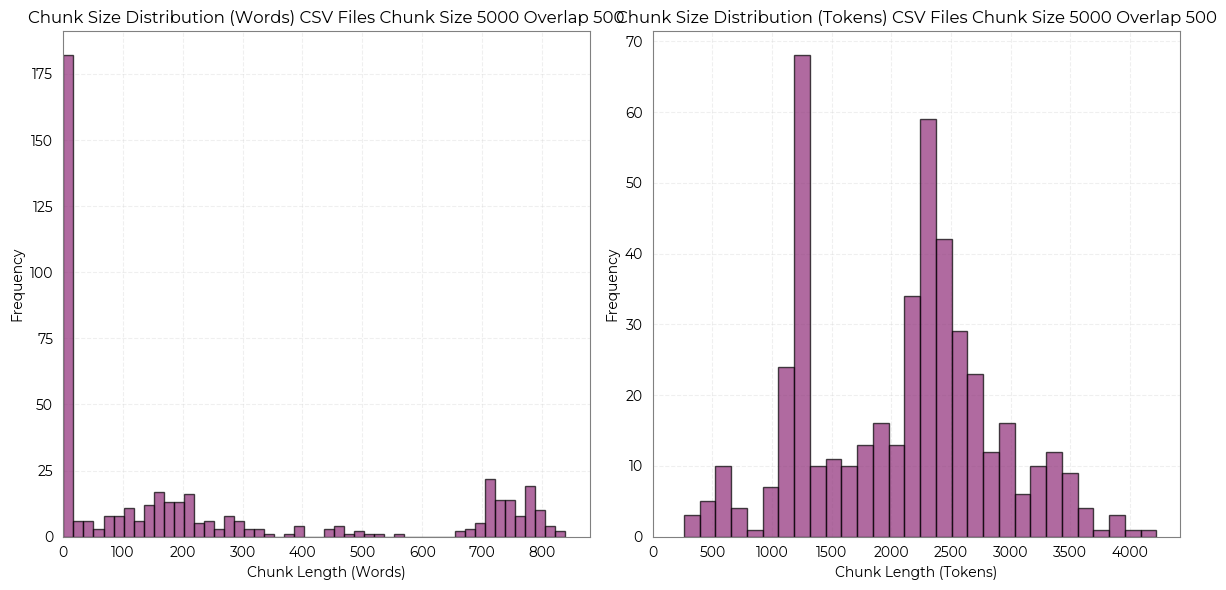 Chunk Size Distribution (Words) CSV Files Chunk Size 5000 Overlap 500
Chunk Size Distribution (Tokens) CSV Files Chunk Size 5000 Overlap 500
Frequency
175
150
125
100
75
50
25
0
0 100 200 300 400 500 600 700 800
Chunk Length (Words)
Frequency
70
60
50
40
30
20
10
0
0 500 1000 1500 2000 2500 3000 3500 4000
Chunk Length (Tokens)